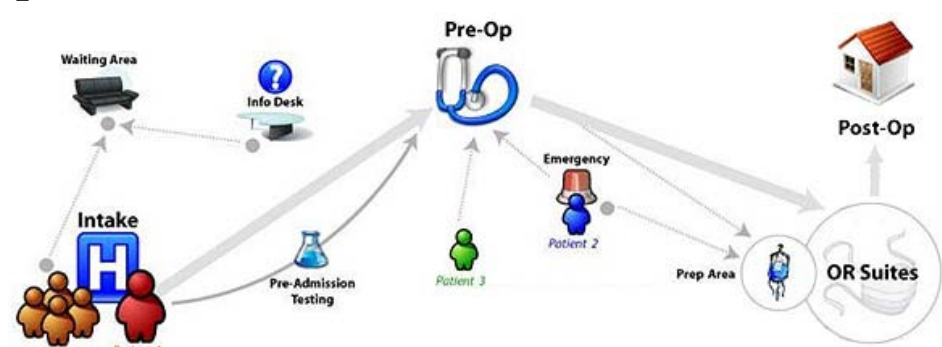 Pre-Op
Waiting Area
?
Info Desk
Post-Op
Emergency
Intake
H
Patient 2
Patient 3
Prep Area
OR Suites
Pre-Admission
Testing